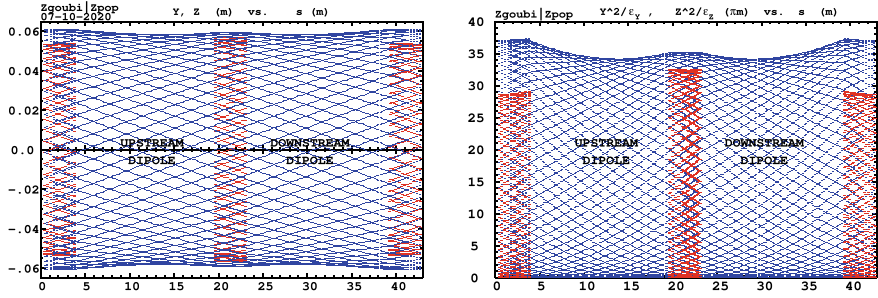 Zgoubi|Zpop
07-10-2020
Y, Z (m) vs. s (m)
0.06
0.04
0.02
0.0
-.02
-.04
-.06
UPSTREAM
DIPOLE
DOWNSTREAM
DIPOLE
0 5 10 15 20 25 30 35 40
Zgoubi|Zpop
Y^2/ε_Y , Z^2/ε_Z (πm) vs. s (m)
40
35
30
25
20
15
10
5
0
UPSTREAM
DIPOLE
DOWNSTREAM
DIPOLE
0 5 10 15 20 25 30 35 40